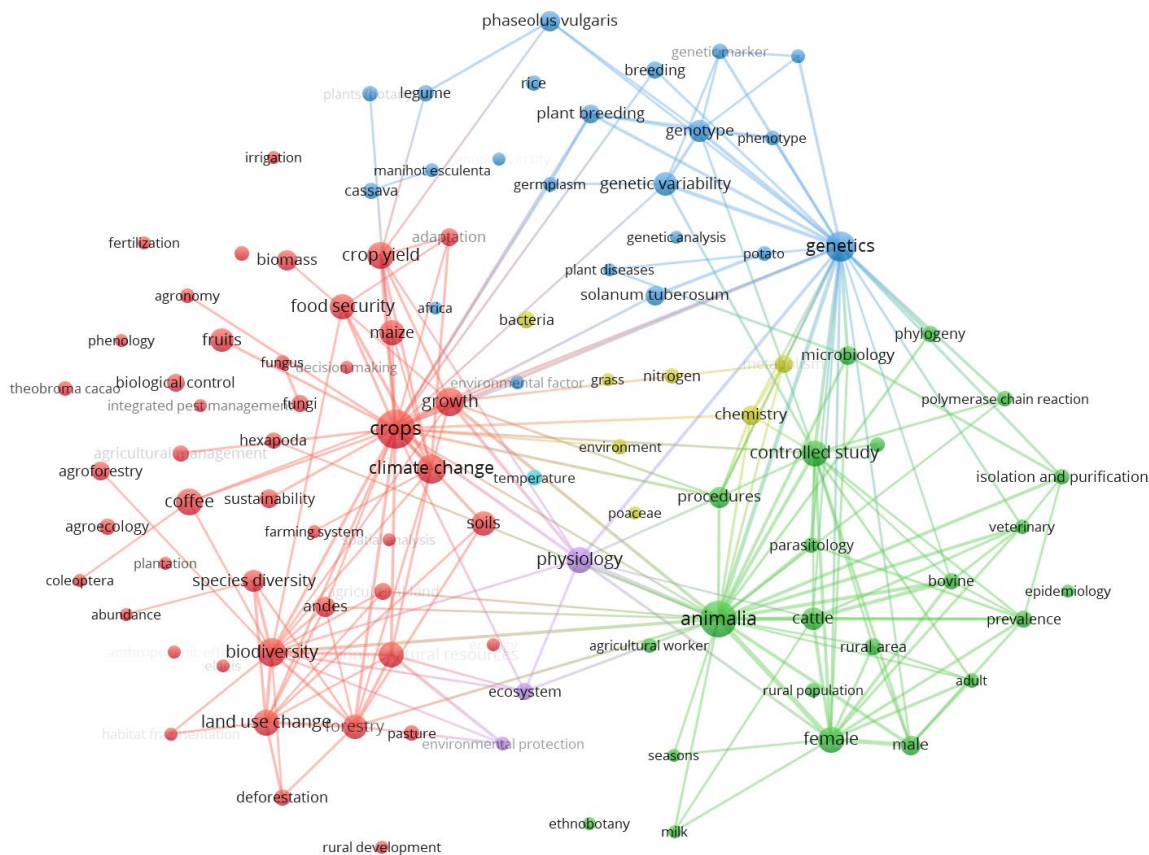 phaseolus vulgaris
genetic marker
breeding
rice
legume
plant breeding
genotype
phenotype
irrigation
manihot esculenta
cassava
germplasm
genetic variability
fertilization
adaptation
genetic analysis
genetics
biomass
crop yield
potato
plant diseases
agronomy
solanum tuberosum
food security
africa
bacteria
maize
phenology
fruits
phylogeny
microbiology
fungus
decision making
theobroma cacao
biological control
environmental factor
grass
nitrogen
integrated pest management
fungi
growth
polymerase chain reaction
chemistry
crops
hexapoda
environment
agricultural management
controlled study
agroforestry
climate change
temperature
isolation and purification
coffee
sustainability
procedures
poaceae
agroecology
farming system
soils
veterinary
spatial analysis
parasitology
plantation
physiology
coleoptera
species diversity
bovine
epidemiology
andes
abundance
animalia
cattle
prevalence
biodiversity
agricultural worker
rural area
adult
ecosystem
rural population
land use change
forestry
pasture
habitat fragmentation
environmental protection
female
male
seasons
deforestation
ethnobotany
milk
rural development